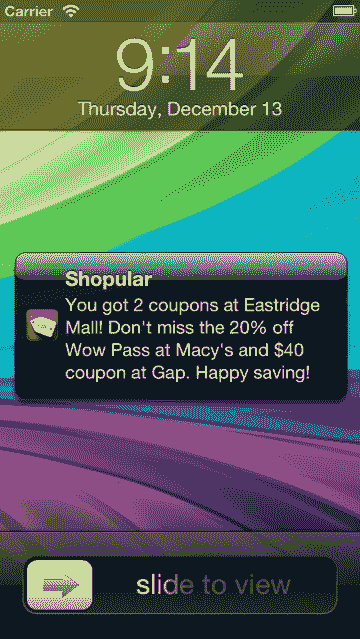 Carrier
9:14
Thursday, December 13
Shopular
You got 2 coupons at Eastridge
Mall! Don't miss the 20% off
Wow Pass at Macy's and $40
coupon at Gap. Happy saving!
slide to view